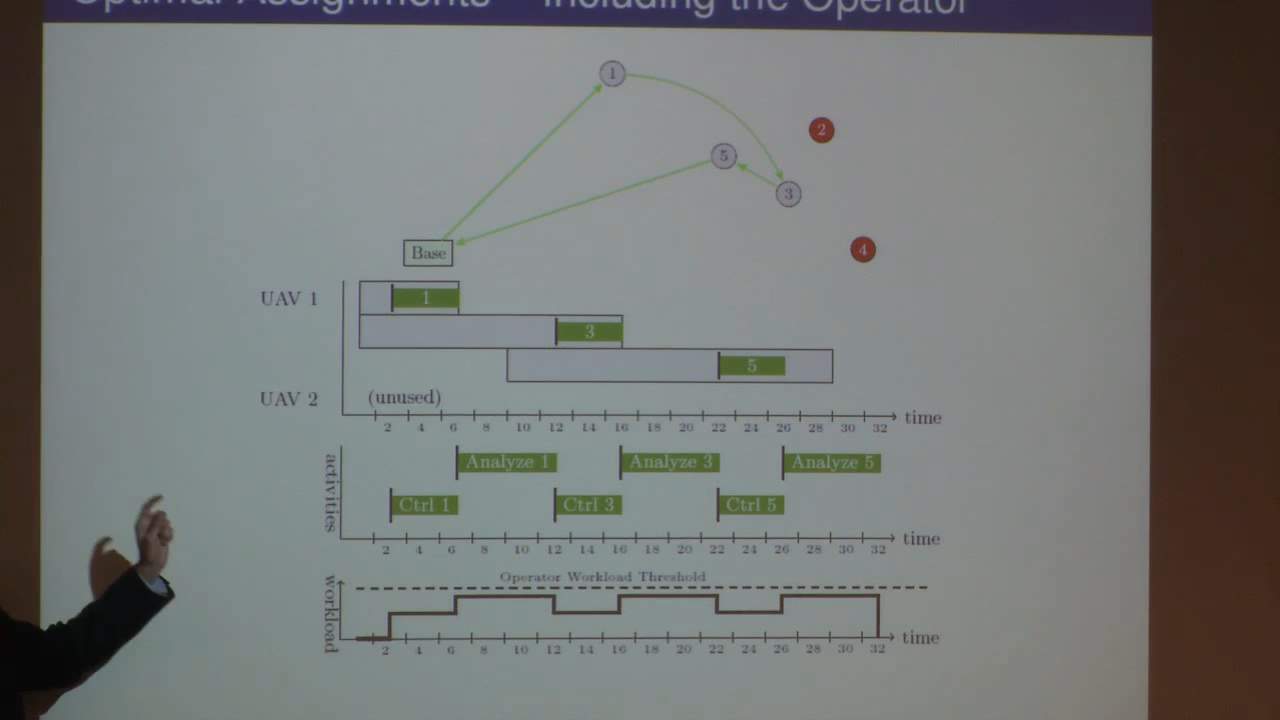 Optimal Assignments – Including the Operator
1
2
5
3
Base
4
UAV 1
1
3
5
UAV 2
(unused)
time
2 4 6 8 10 12 14 16 18 20 22 24 26 28 30 32
activities
Analyze 1 Analyze 3 Analyze 5
Ctrl 1 Ctrl 3 Ctrl 5
time
2 4 6 8 10 12 14 16 18 20 22 24 26 28 30 32
workload
Operator Workload Threshold
time
2 4 6 8 10 12 14 16 18 20 22 24 26 28 30 32